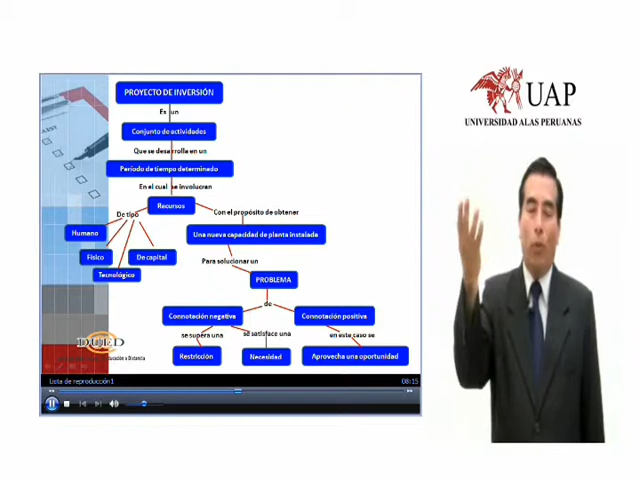 PROYECTO DE INVERSIÓN
Es un
Conjunto de actividades
Que se desarrolla en un
Periodo de tiempo determinado
En el cual se involucran
Recursos
De tipo
Con el propósito de obtener
Humano
Una nueva capacidad de planta instalada
Físico
De capital
Para solucionar un
Tecnológico
PROBLEMA
de
Connotación negativa
Connotación positiva
se supera una
se satisface una
en este caso se
Restricción
Necesidad
Aprovecha una oportunidad
DUED
a Distancia
Lista de reproducción1
08:15
UAP
UNIVERSIDAD ALAS PERUANAS